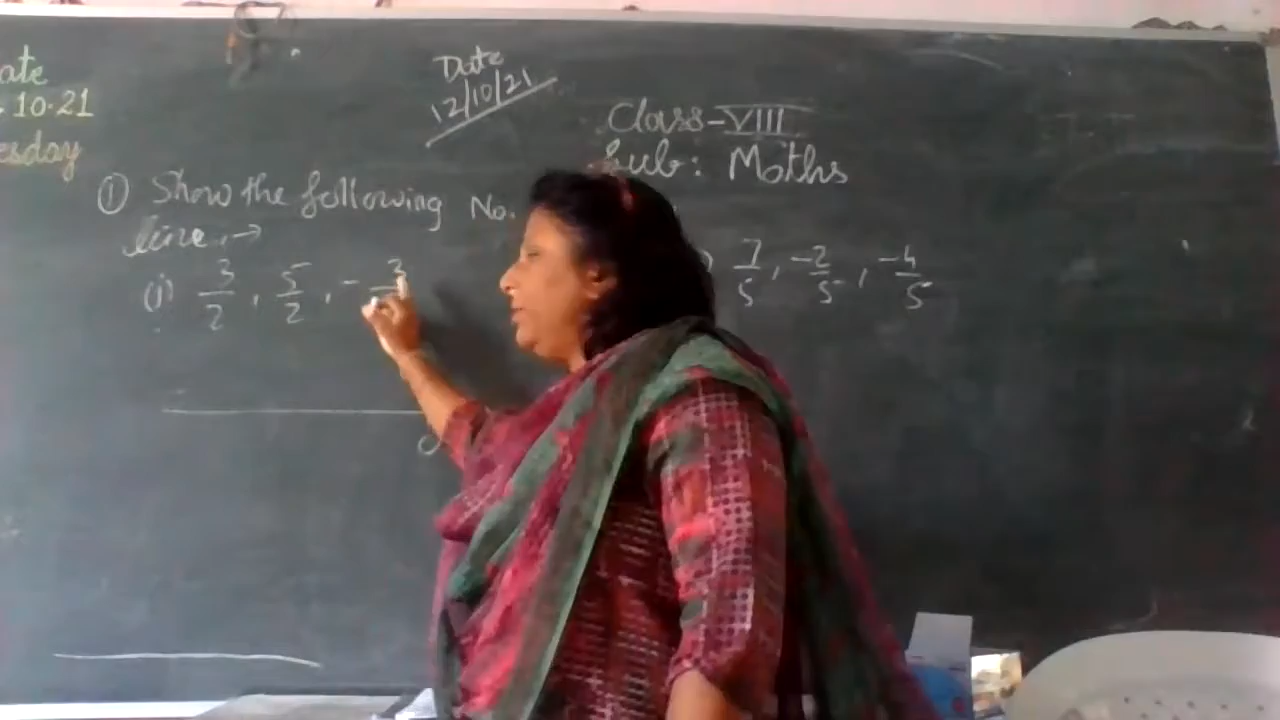 ate
10.21
esday
Date
12/10/21
Class-VIII
Sub: Maths
① Show the following No.
line.→
(i) 3/2, 5/2, -3/
) 7/5, -2/5, -4/5
0